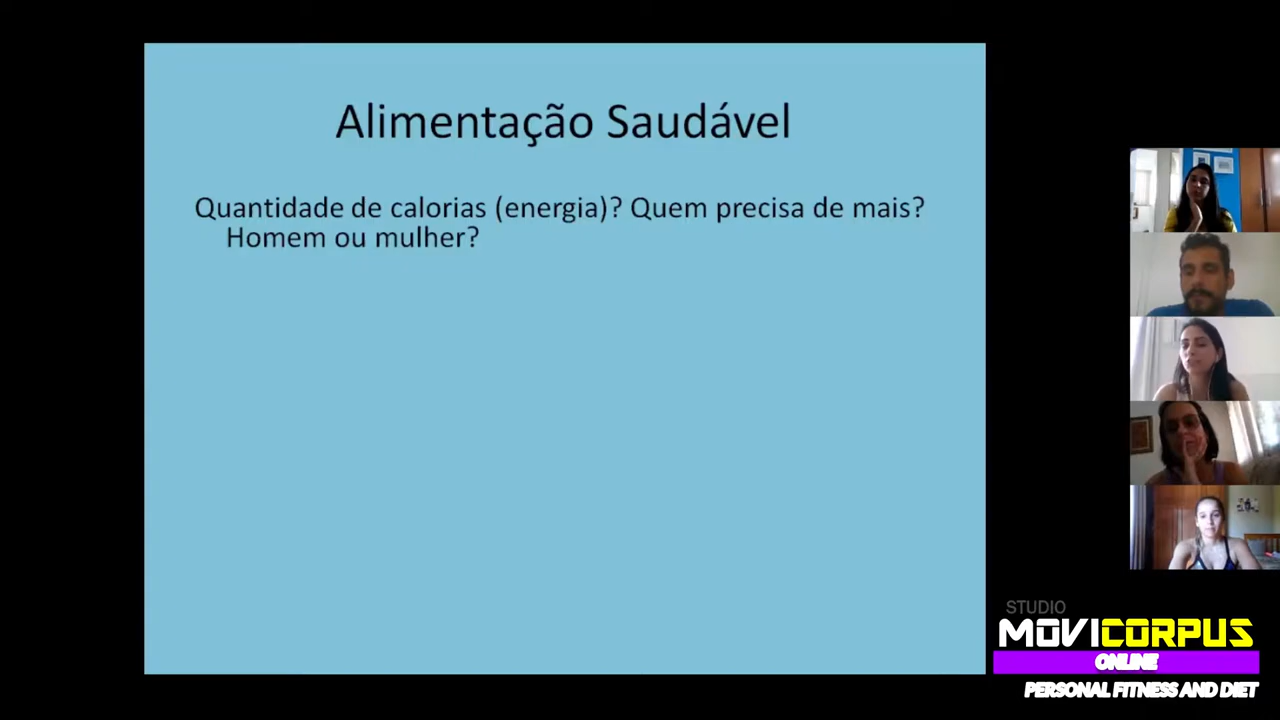 Alimentação Saudável
Quantidade de calorias (energia)? Quem precisa de mais?
Homem ou mulher?
STUDIO
MOVICORPUS
ONLINE
PERSONAL FITNESS AND DIET